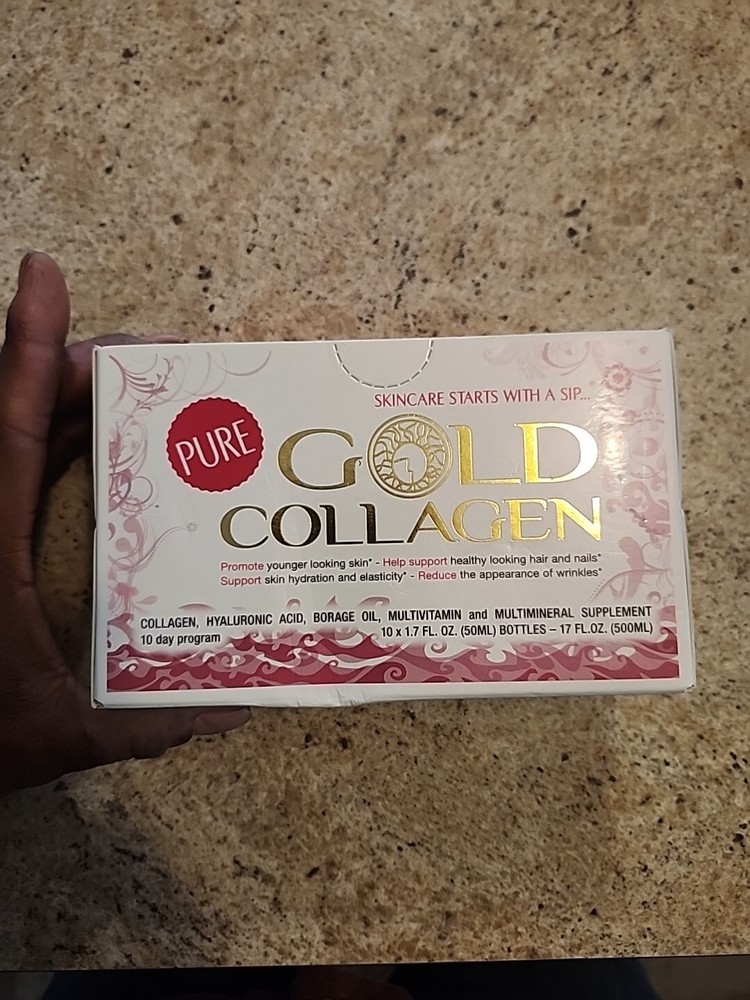 SKINCARE STARTS WITH A SIP...
PURE
GOLD
COLLAGEN
Promote younger looking skin* - Help support healthy looking hair and nails*
Support skin hydration and elasticity* - Reduce the appearance of wrinkles*
COLLAGEN, HYALURONIC ACID, BORAGE OIL, MULTIVITAMIN and MULTIMINERAL SUPPLEMENT
10 day program
10 x 1.7 FL. OZ. (50ML) BOTTLES – 17 FL.OZ. (500ML)